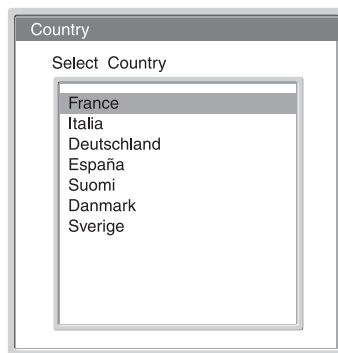 Country
Select Country
France
Italia
Deutschland
España
Suomi
Danmark
Sverige